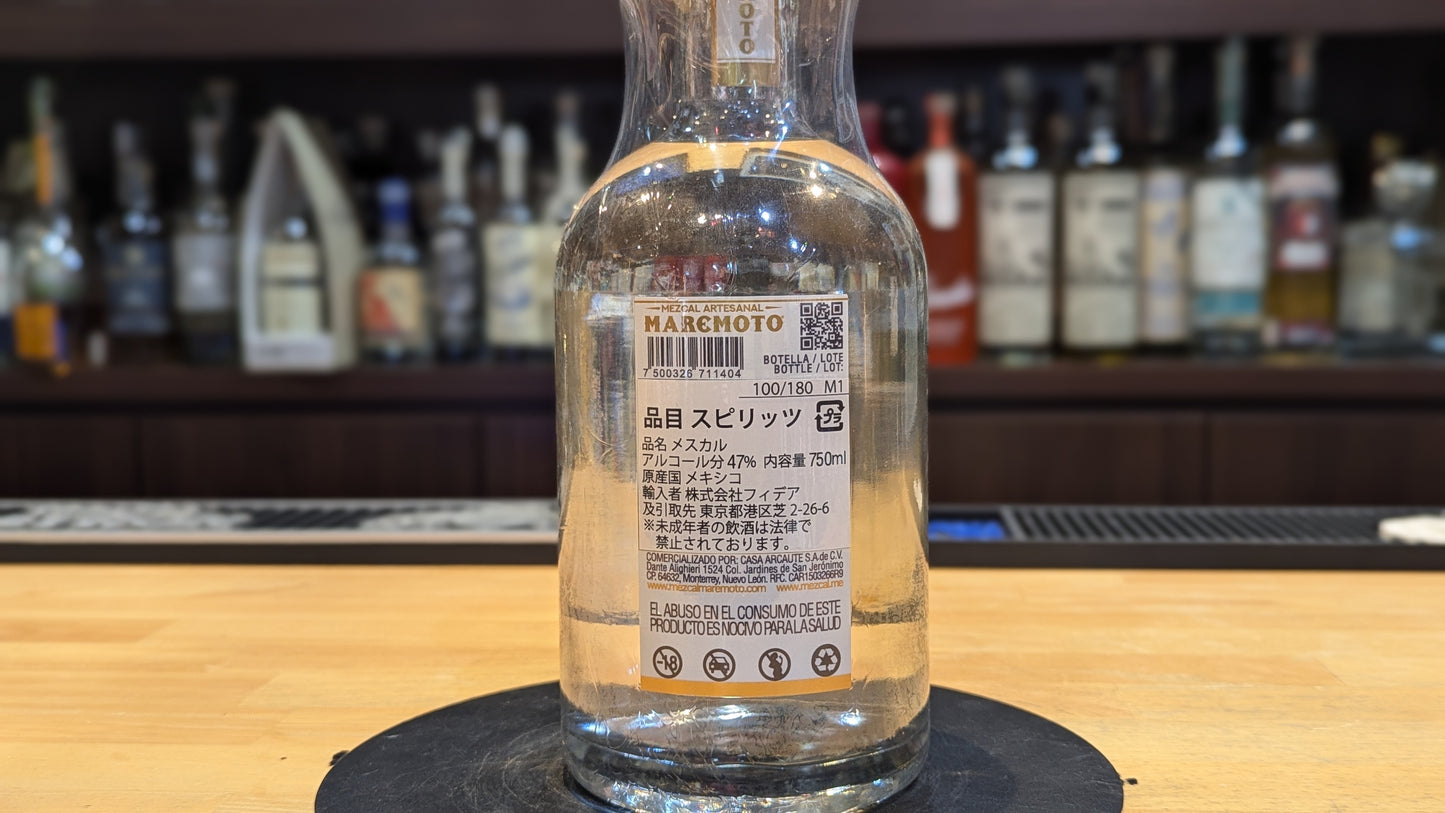 OTO
MEZCAL ARTESANAL
MAREMOTO
7 500326 711404
BOTELLA / LOTE
BOTTLE / LOT:
100/180 M1
品目 スピリッツ
プラ
品名 メスカル
アルコール分 47% 内容量 750ml
原産国 メキシコ
輸入者 株式会社フィデア
及引取先 東京都港区芝 2-26-6
※未成年者の飲酒は法律で
禁止されております。
COMERCIALIZADO POR: CASA ARCAUTE S.A. de C.V.
Dante Alighieri 1524 Col. Jardines de San Jerónimo
CP. 64632, Monterrey, Nuevo León. RFC. CAR1503266R9
www.mezcalmaremoto.com www.mezcal.me
EL ABUSO EN EL CONSUMO DE ESTE
PRODUCTO ES NOCIVO PARA LA SALUD
-18